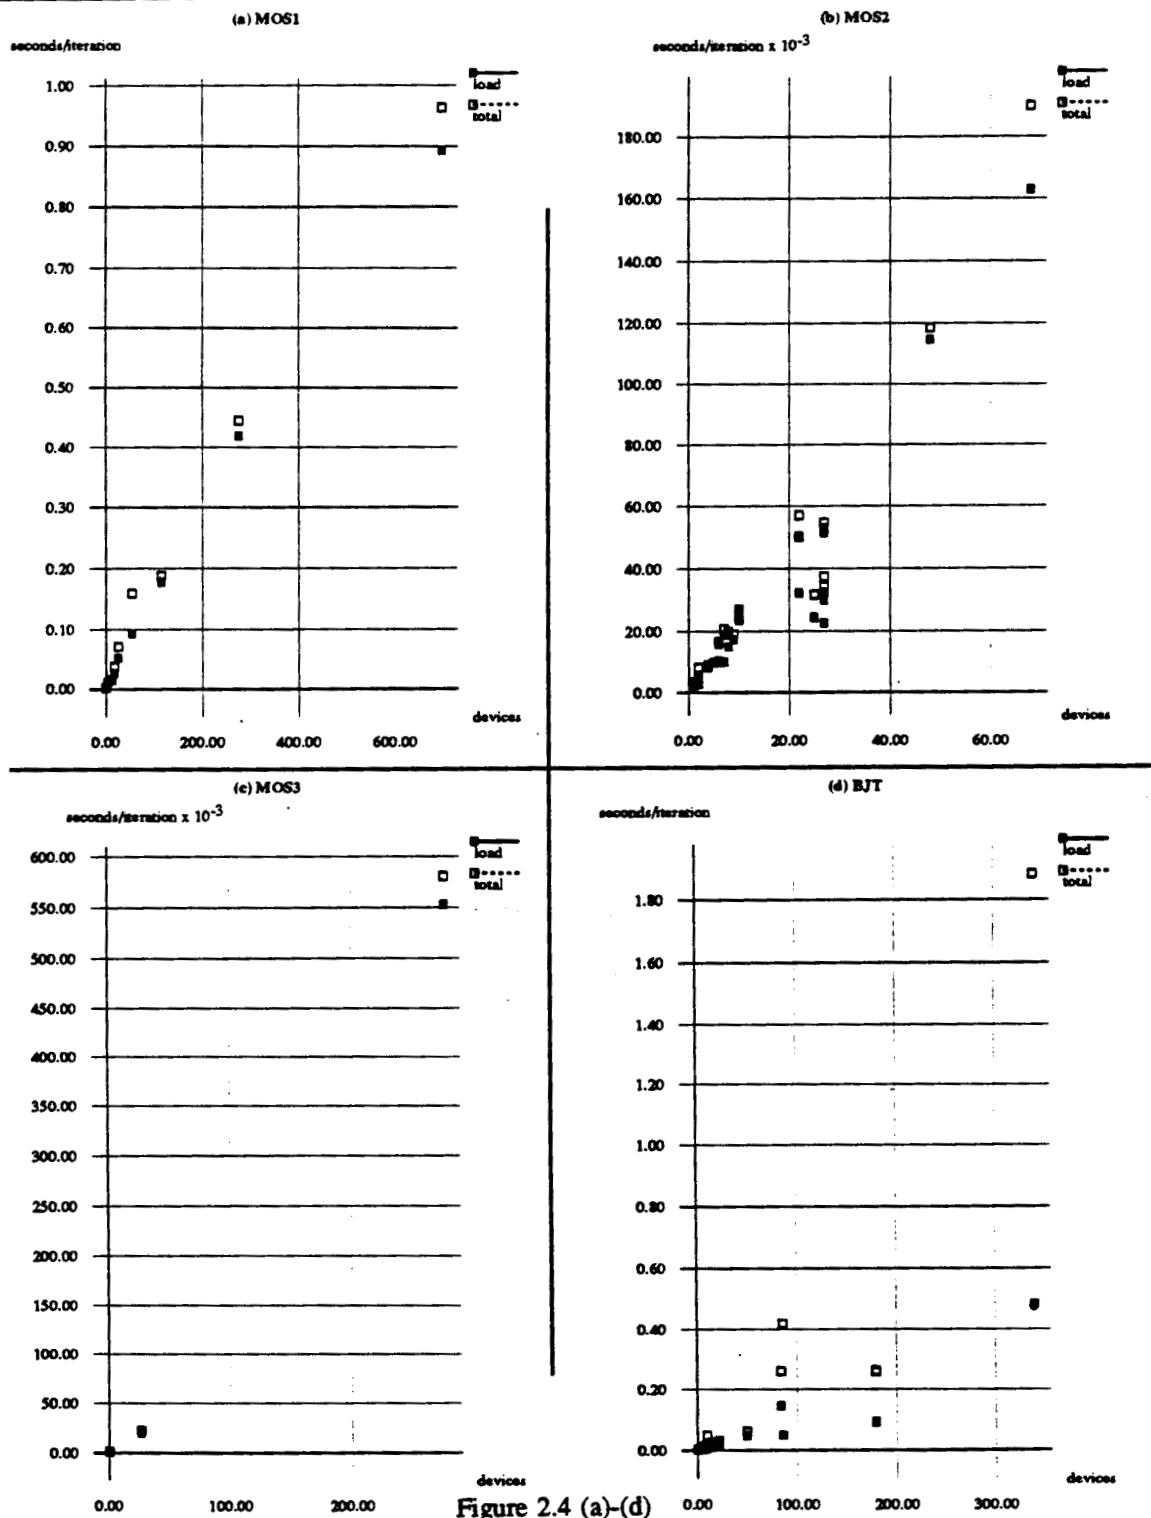 (a) MOS1
seconds/iteration
load
total
1.00
0.90
0.80
0.70
0.60
0.50
0.40
0.30
0.20
0.10
0.00
devices
0.00 200.00 400.00 600.00
(b) MOS2
seconds/iteration x 10-3
load
total
180.00
160.00
140.00
120.00
100.00
80.00
60.00
40.00
20.00
0.00
devices
0.00 20.00 40.00 60.00
(c) MOS3
seconds/iteration x 10-3
load
total
600.00
550.00
500.00
450.00
400.00
350.00
300.00
250.00
200.00
150.00
100.00
50.00
0.00
devices
0.00 100.00 200.00
(d) BJT
seconds/iteration
load
total
1.80
1.60
1.40
1.20
1.00
0.80
0.60
0.40
0.20
0.00
devices
0.00 100.00 300.00 300.00
Figure 2.4 (a)-(d)